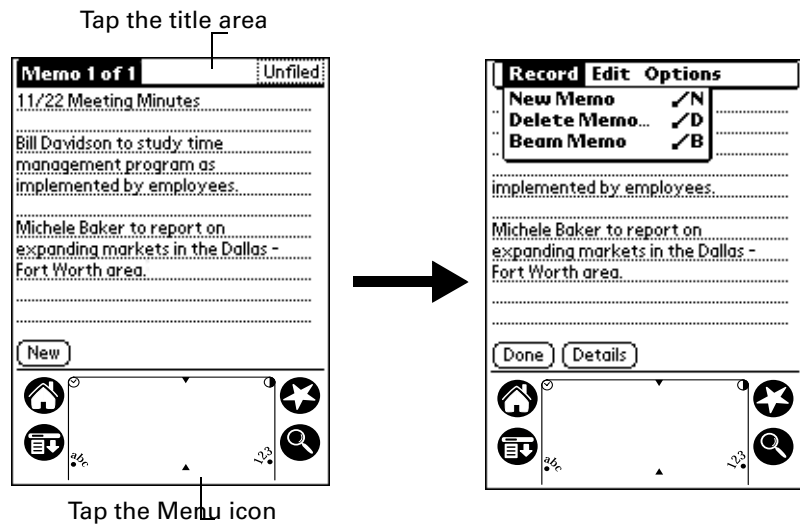 Tap the title area
Memo 1 of 1 Unfiled
11/22 Meeting Minutes
Bill Davidson to study time
management program as
implemented by employees.
Michele Baker to report on
expanding markets in the Dallas -
Fort Worth area.
New
abc 123
Tap the Menu icon
Record Edit Options
New Memo /N
Delete Memo... /D
Beam Memo /B
implemented by employees.
Michele Baker to report on
expanding markets in the Dallas -
Fort Worth area.
Done Details
abc 123